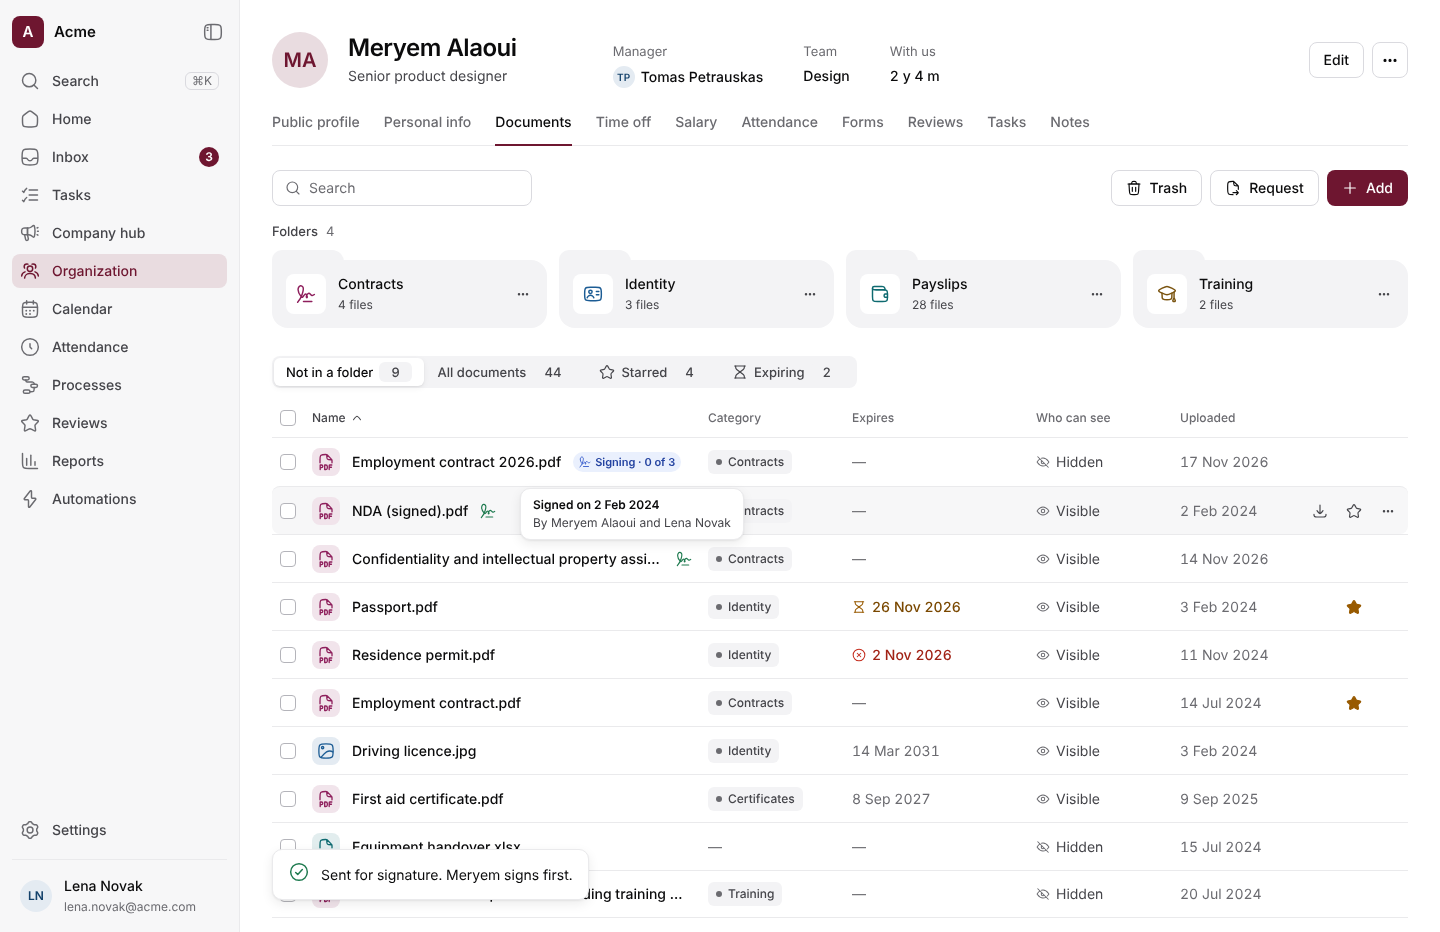 A Acme
Search ⌘K
Home
Inbox 3
Tasks
Company hub
Organization
Calendar
Attendance
Processes
Reviews
Reports
Automations
Settings
LN Lena Novak
lena.novak@acme.com
MA Meryem Alaoui
Senior product designer
Manager
TP Tomas Petrauskas
Team
Design
With us
2 y 4 m
Edit
Public profile Personal info Documents Time off Salary Attendance Forms Reviews Tasks Notes
Search
Trash Request Add
Folders 4
Contracts
4 files
Identity
3 files
Payslips
28 files
Training
2 files
Not in a folder 9 All documents 44 Starred 4 Expiring 2
Name Category Expires Who can see Uploaded
PDF Employment contract 2026.pdf Signing · 0 of 3 Contracts — Hidden 17 Nov 2026
PDF NDA (signed).pdf ntracts — Visible 2 Feb 2024
Signed on 2 Feb 2024
By Meryem Alaoui and Lena Novak
PDF Confidentiality and intellectual property assi... Contracts — Visible 14 Nov 2026
PDF Passport.pdf Identity 26 Nov 2026 Visible 3 Feb 2024
PDF Residence permit.pdf Identity 2 Nov 2026 Visible 11 Nov 2024
PDF Employment contract.pdf Contracts — Visible 14 Jul 2024
Driving licence.jpg Identity 14 Mar 2031 Visible 3 Feb 2024
PDF First aid certificate.pdf Certificates 8 Sep 2027 Visible 9 Sep 2025
Equipment handover.xlsx — — Hidden 15 Jul 2024
ding training ... Training — Hidden 20 Jul 2024
Sent for signature. Meryem signs first.